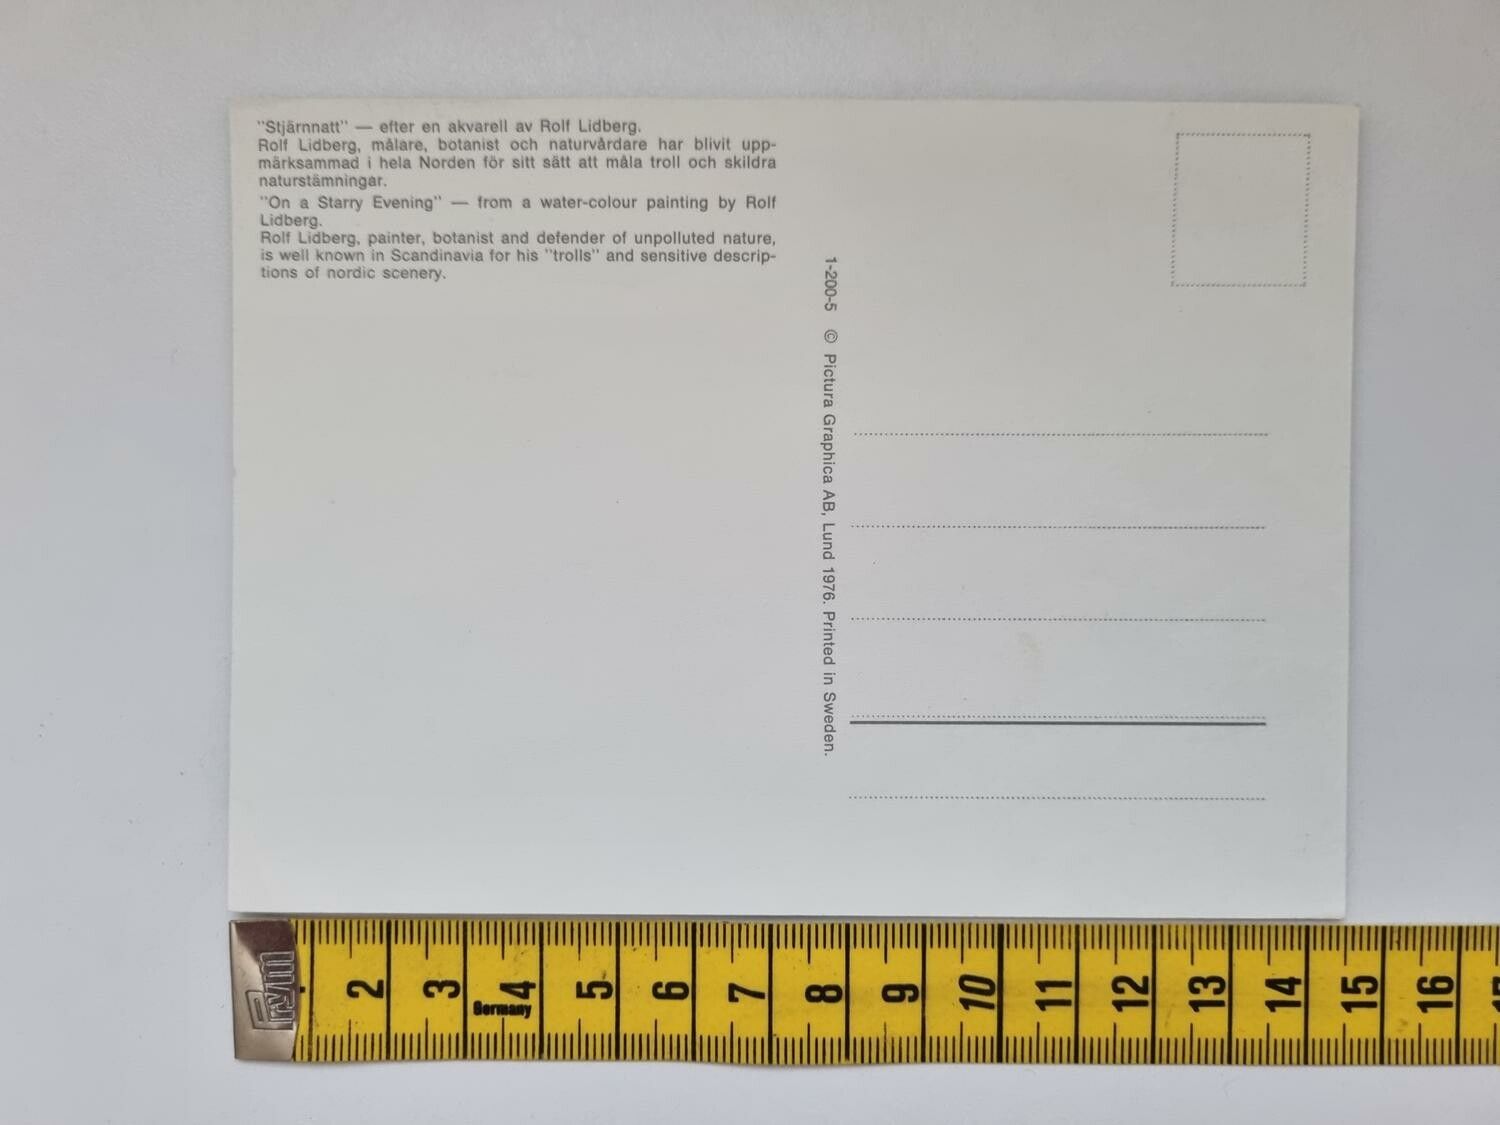 "Stjärnnatt" — efter en akvarell av Rolf Lidberg.
Rolf Lidberg, målare, botanist och naturvårdare har blivit upp-
märksammad i hela Norden för sitt sätt att måla troll och skildra
naturstämningar.
"On a Starry Evening" — from a water-colour painting by Rolf
Lidberg.
Rolf Lidberg, painter, botanist and defender of unpolluted nature,
is well known in Scandinavia for his "trolls" and sensitive descrip-
tions of nordic scenery.
1-200-5 © Pictura Graphica AB, Lund 1976. Printed in Sweden.
Prym
2 3 4 5 6 7 8 9 10 11 12 13 14 15 16
Germany